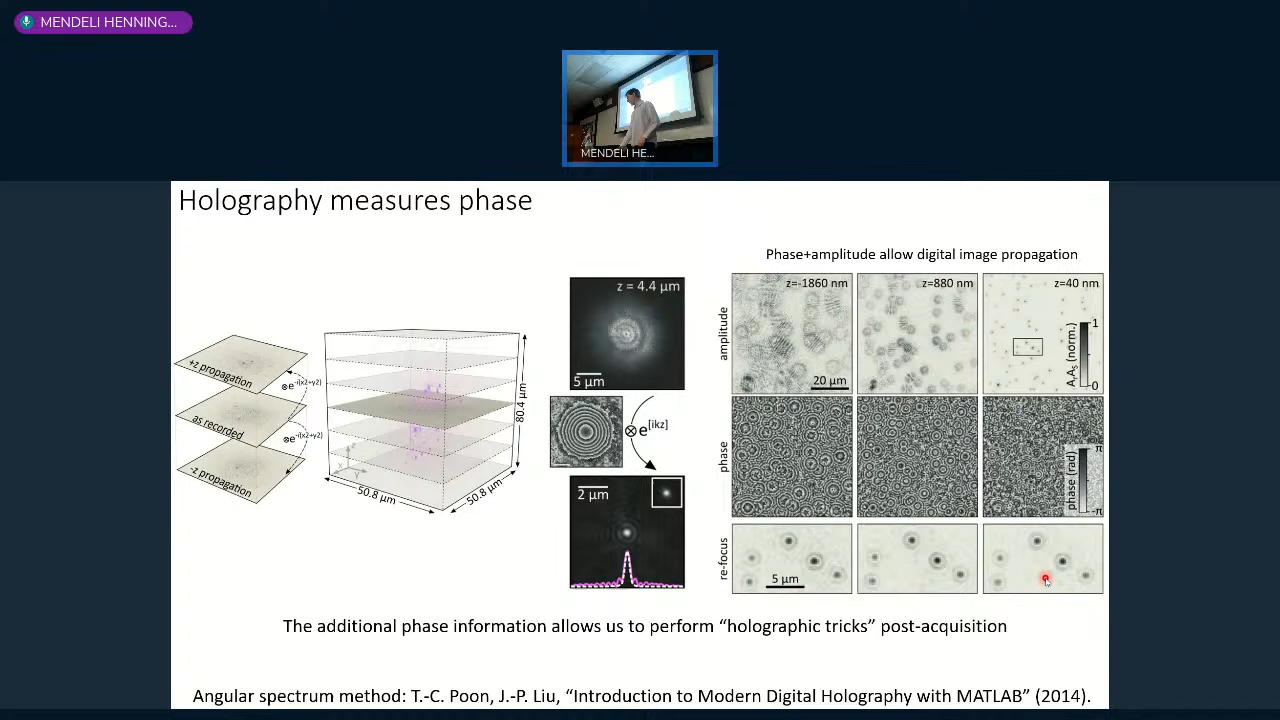 MENDELI HENNING...
MENDELI HE...
Holography measures phase
+z propagation
as recorded
-z propagation
⊗e^-i(x2+y2)
⊗e^-i(x2+y2)
80.4 µm
50.8 µm
50.8 µm
z = 4.4 µm
5 µm
⊗ e^[ikz]
2 µm
Phase+amplitude allow digital image propagation
amplitude
z=-1860 nm
z=880 nm
z=40 nm
20 µm
1
0
phase
phase (rad)
π
-π
re-focus
5 µm
The additional phase information allows us to perform “holographic tricks” post-acquisition
Angular spectrum method: T.-C. Poon, J.-P. Liu, “Introduction to Modern Digital Holography with MATLAB” (2014).